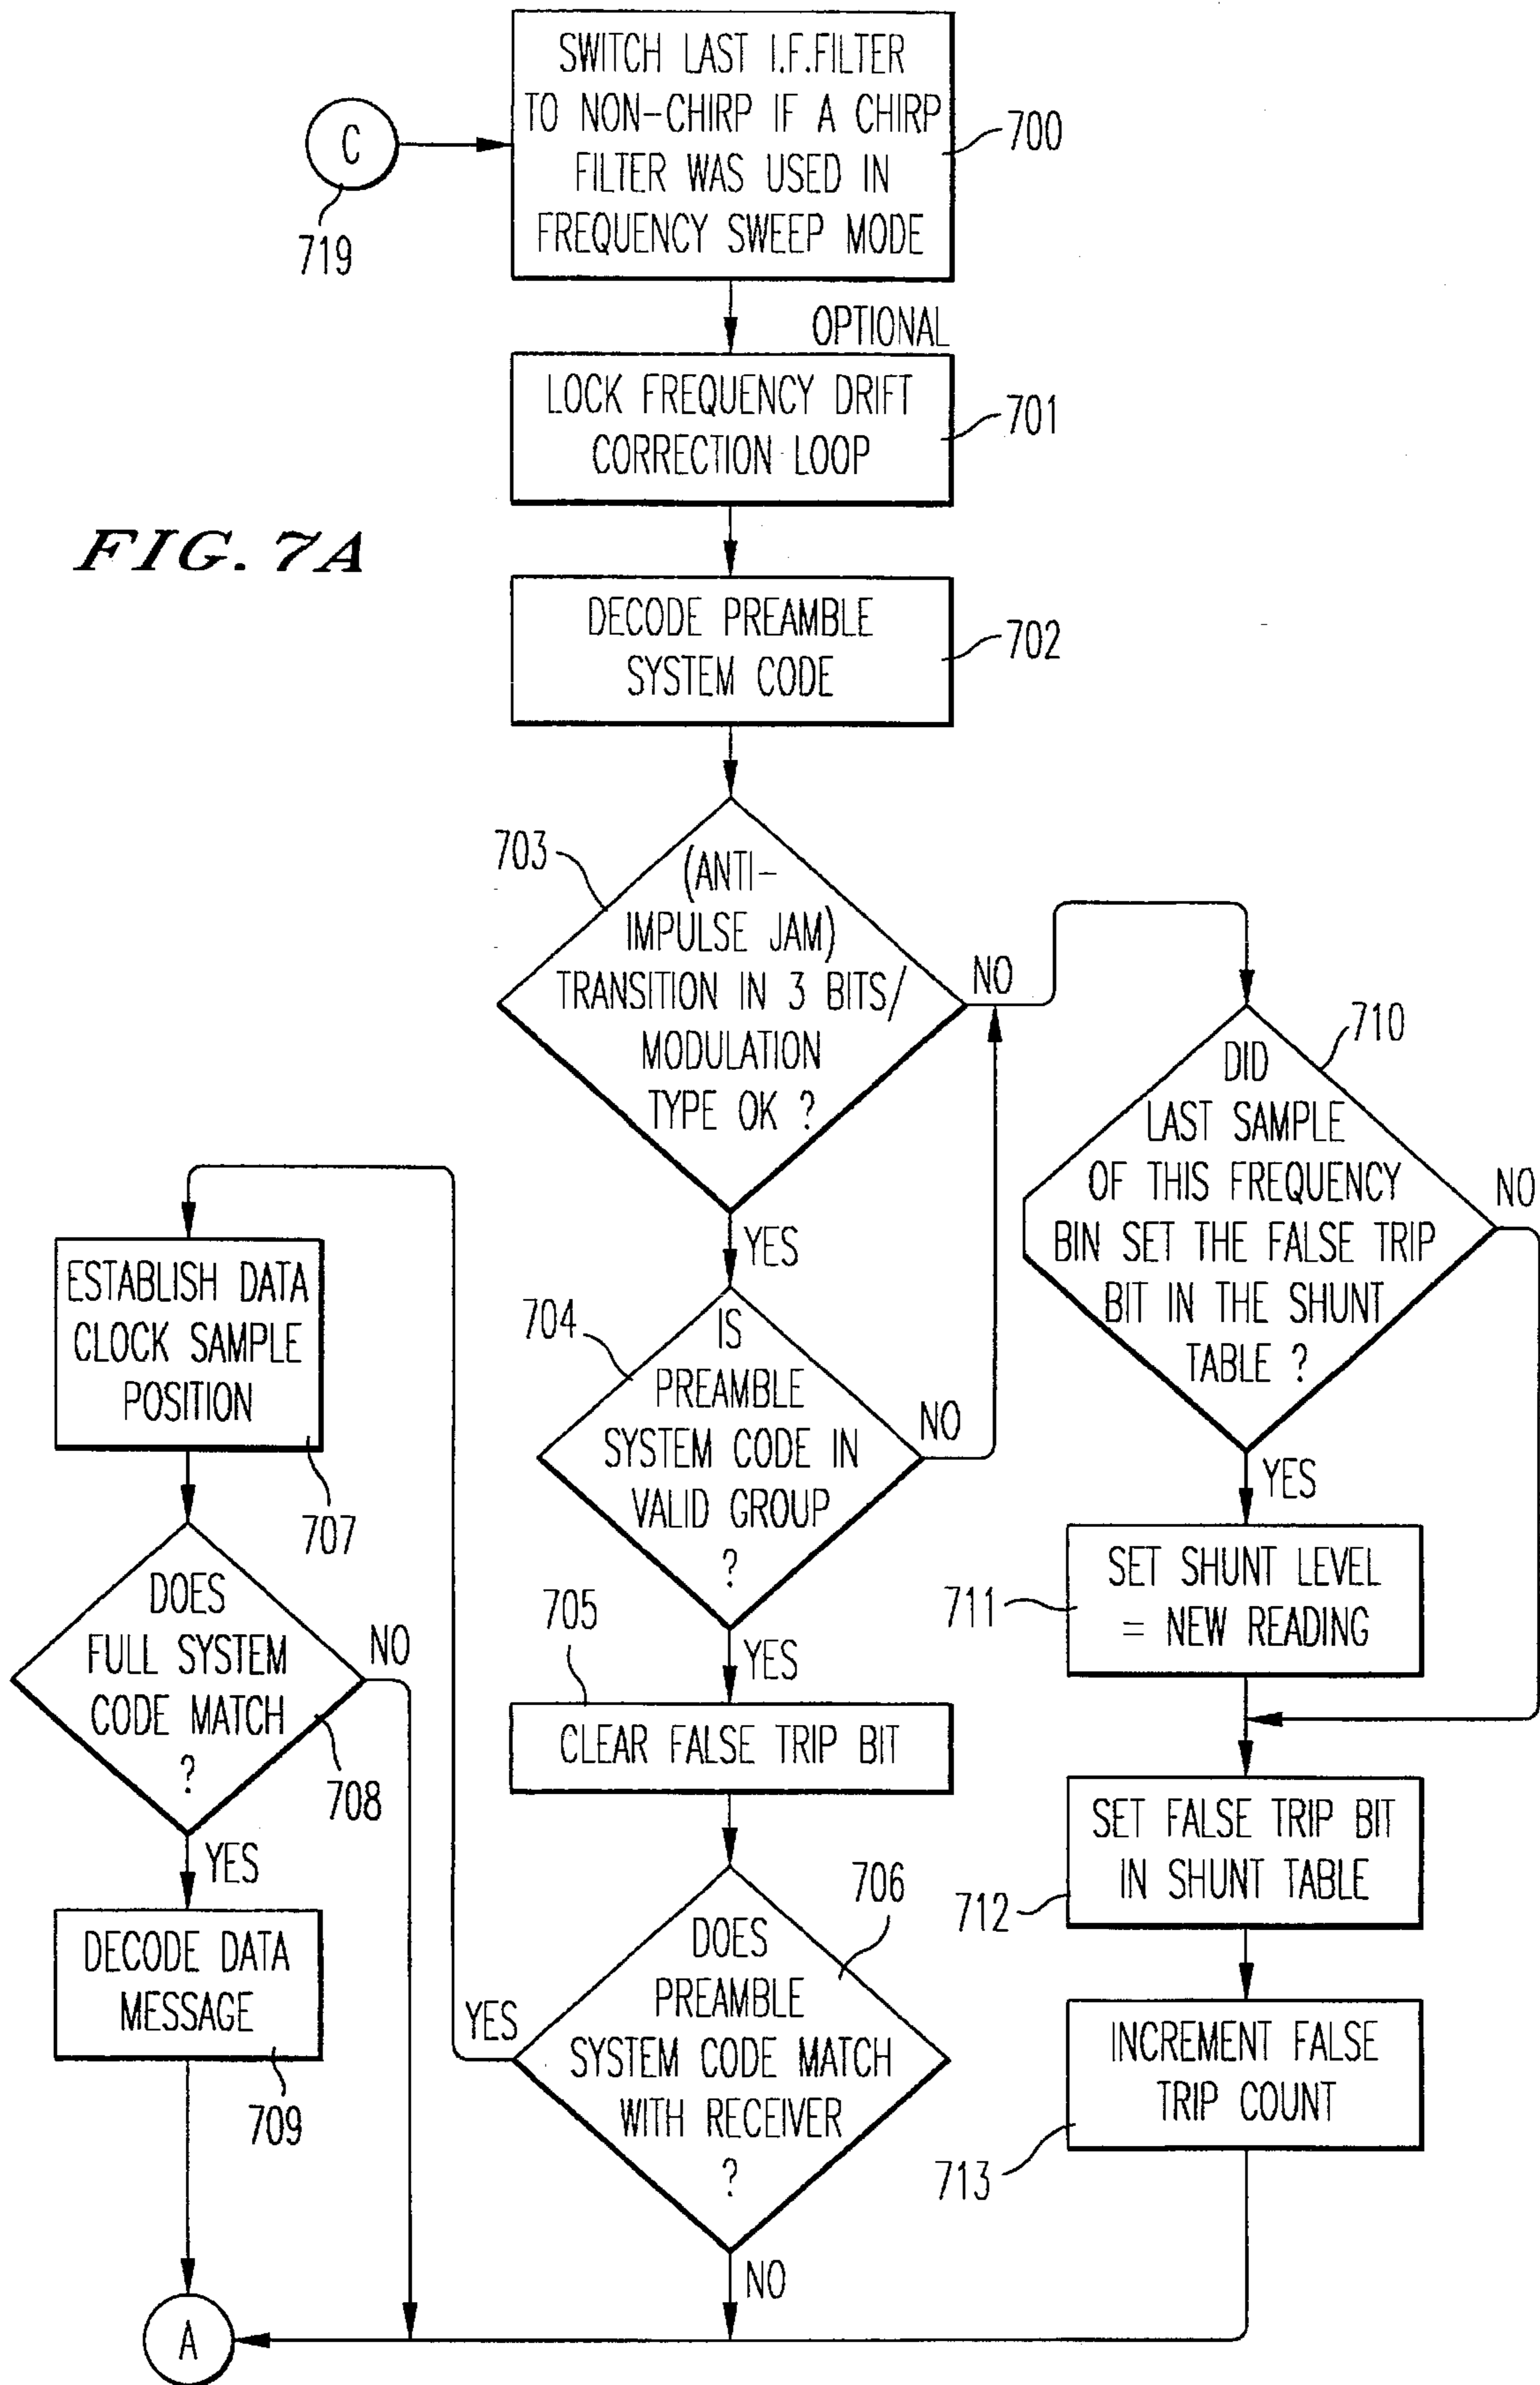 SWITCH LAST I.F.FILTER
TO NON-CHIRP IF A CHIRP
FILTER WAS USED IN
FREQUENCY SWEEP MODE
700
C
719
OPTIONAL
LOCK FREQUENCY DRIFT
CORRECTION LOOP
701
FIG. 7A
DECODE PREAMBLE
SYSTEM CODE
702
703
(ANTI-
IMPULSE JAM)
TRANSITION IN 3 BITS/
MODULATION
TYPE OK ?
NO
YES
710
DID
LAST SAMPLE
OF THIS FREQUENCY
BIN SET THE FALSE TRIP
BIT IN THE SHUNT
TABLE ?
NO
YES
704
IS
PREAMBLE
SYSTEM CODE IN
VALID GROUP
?
NO
YES
ESTABLISH DATA
CLOCK SAMPLE
POSITION
707
DOES
FULL SYSTEM
CODE MATCH
?
NO
708
YES
705
CLEAR FALSE TRIP BIT
711
SET SHUNT LEVEL
= NEW READING
SET FALSE TRIP BIT
IN SHUNT TABLE
712
706
DOES
PREAMBLE
SYSTEM CODE MATCH
WITH RECEIVER
?
YES
NO
DECODE DATA
MESSAGE
709
INCREMENT FALSE
TRIP COUNT
713
A